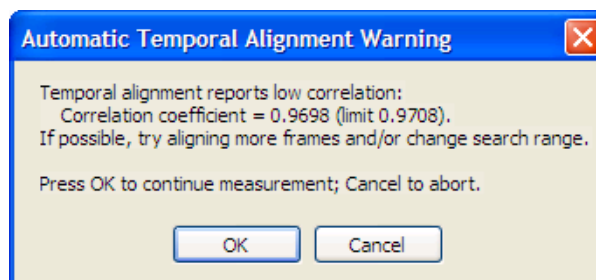 Automatic Temporal Alignment Warning
Temporal alignment reports low correlation:
Correlation coefficient = 0.9698 (limit 0.9708).
If possible, try aligning more frames and/or change search range.
Press OK to continue measurement; Cancel to abort.
OK
Cancel